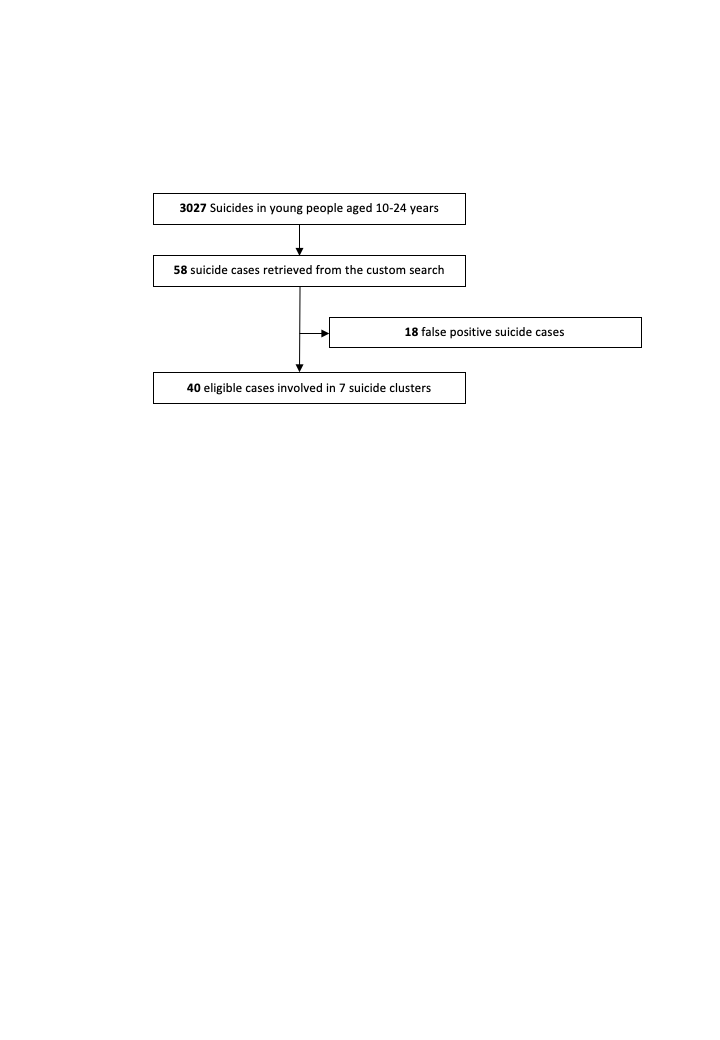 3027 Suicides in young people aged 10-24 years
58 suicide cases retrieved from the custom search
18 false positive suicide cases
40 eligible cases involved in 7 suicide clusters